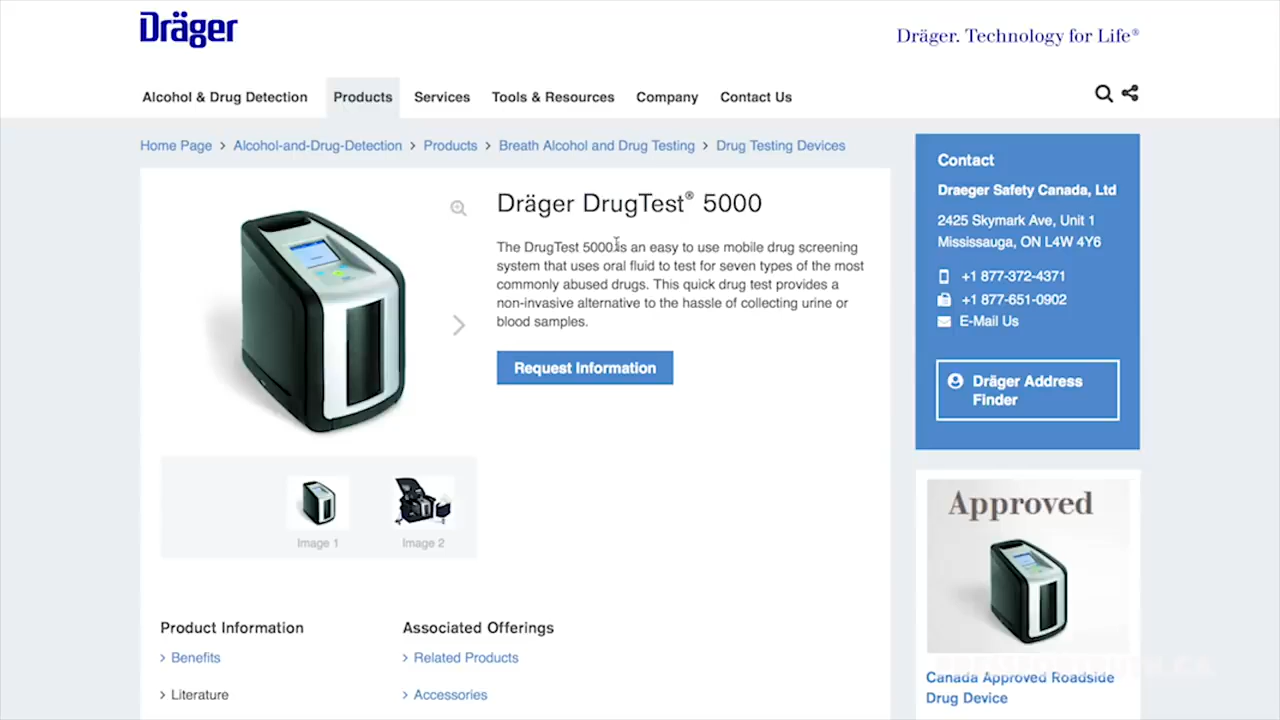 Dräger
Dräger. Technology for Life®
Alcohol & Drug Detection
Products
Services
Tools & Resources
Company
Contact Us
Home Page > Alcohol-and-Drug-Detection > Products > Breath Alcohol and Drug Testing > Drug Testing Devices
Dräger DrugTest® 5000
The DrugTest 5000 is an easy to use mobile drug screening
system that uses oral fluid to test for seven types of the most
commonly abused drugs. This quick drug test provides a
non-invasive alternative to the hassle of collecting urine or
blood samples.
Request Information
Image 1
Image 2
Product Information
> Benefits
> Literature
Associated Offerings
> Related Products
> Accessories
Contact
Draeger Safety Canada, Ltd
2425 Skymark Ave, Unit 1
Mississauga, ON L4W 4Y6
+1 877-372-4371
+1 877-651-0902
E-Mail Us
Dräger Address
Finder
Approved
Canada Approved Roadside
Drug Device